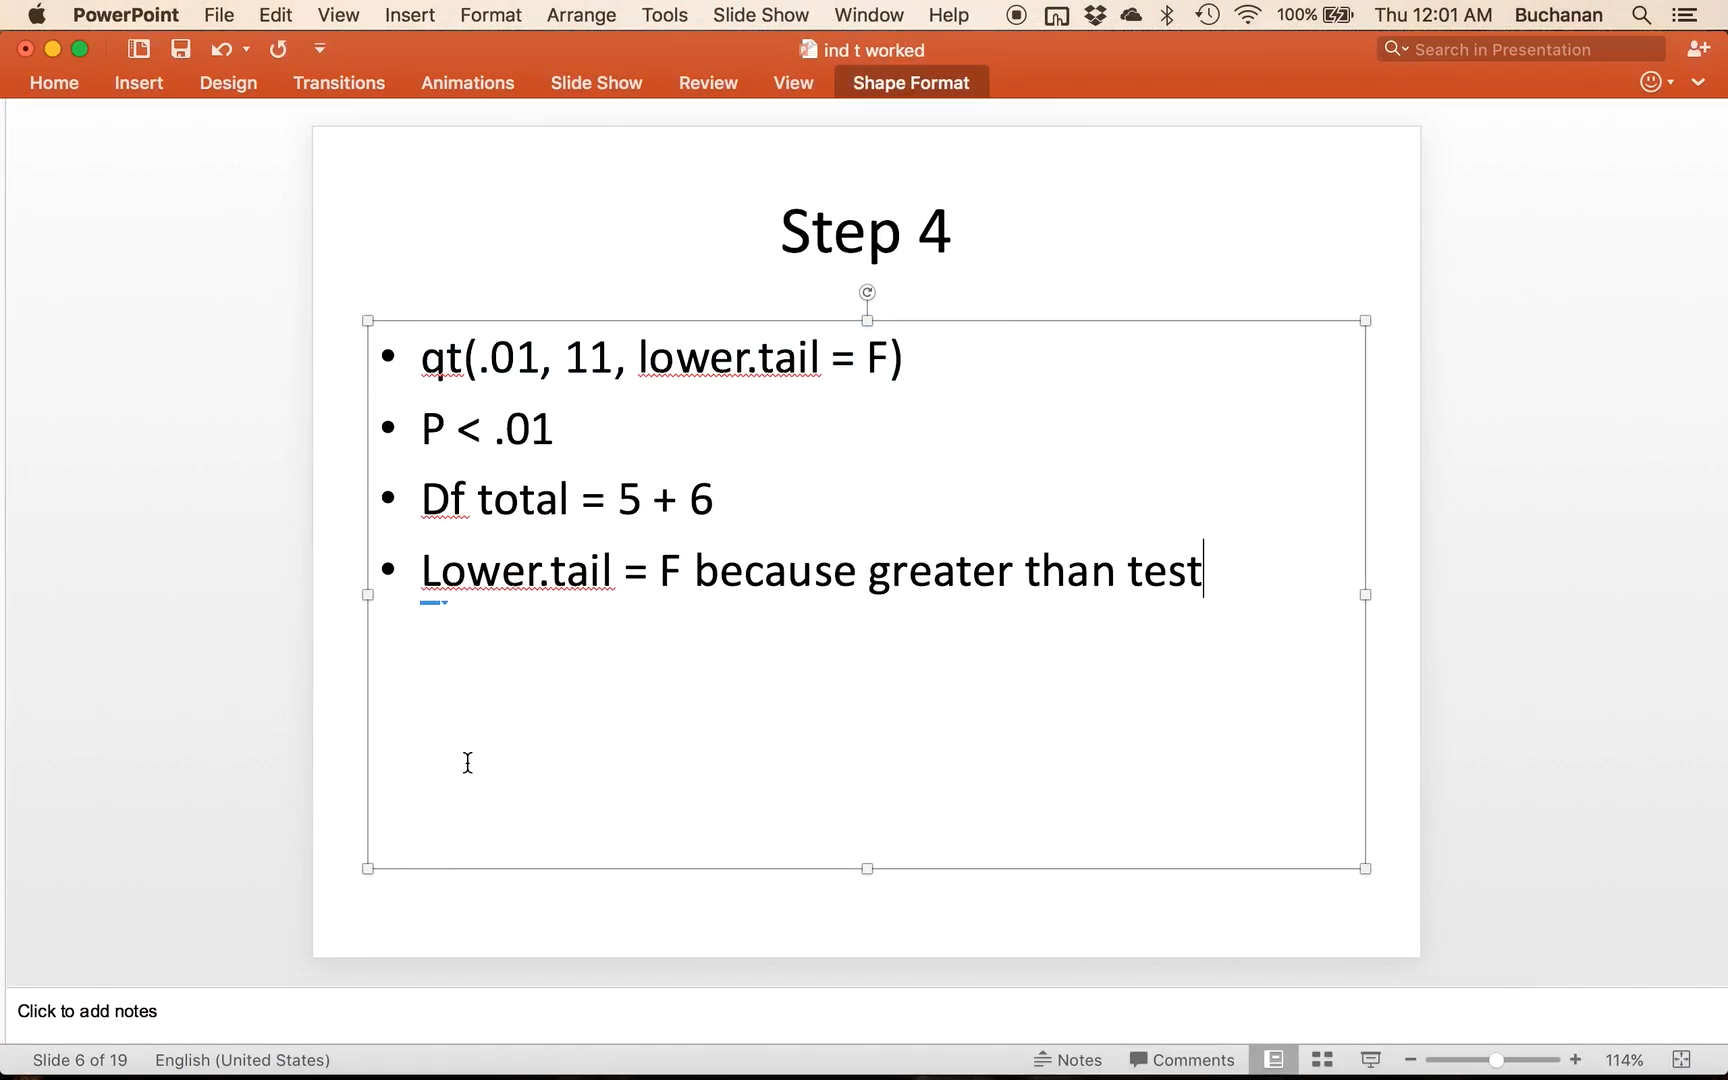 PowerPoint File Edit View Insert Format Arrange Tools Slide Show Window Help 100% Thu 12:01 AM Buchanan
ind t worked
Search in Presentation
Home Insert Design Transitions Animations Slide Show Review View Shape Format
Step 4
• qt(.01, 11, lower.tail = F)
• P < .01
• Df total = 5 + 6
• Lower.tail = F because greater than test
Click to add notes
Slide 6 of 19 English (United States) Notes Comments 114%